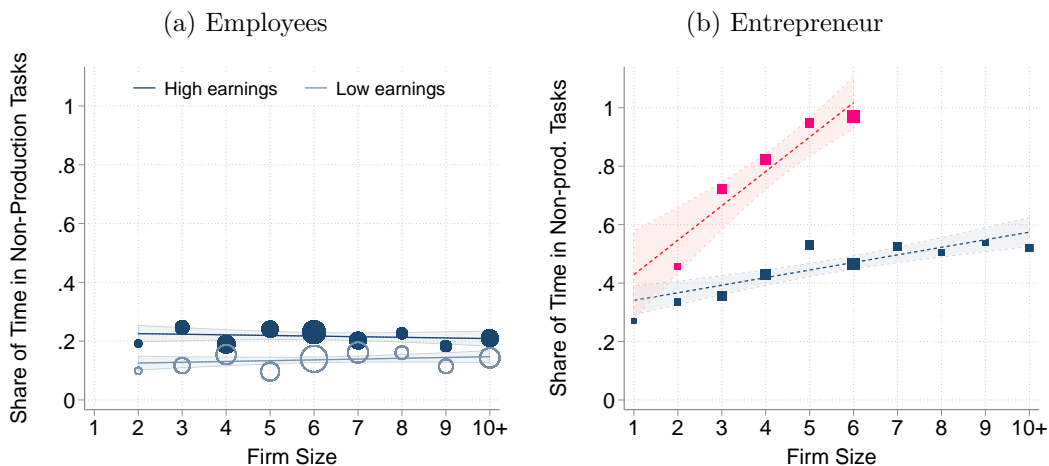 (a) Employees
Share of Time in Non-Production Tasks
High earnings
Low earnings
1
.8
.6
.4
.2
0
1 2 3 4 5 6 7 8 9 10+
Firm Size
(b) Entrepreneur
Share of Time in Non-prod. Tasks
1
.8
.6
.4
.2
0
1 2 3 4 5 6 7 8 9 10+
Firm Size